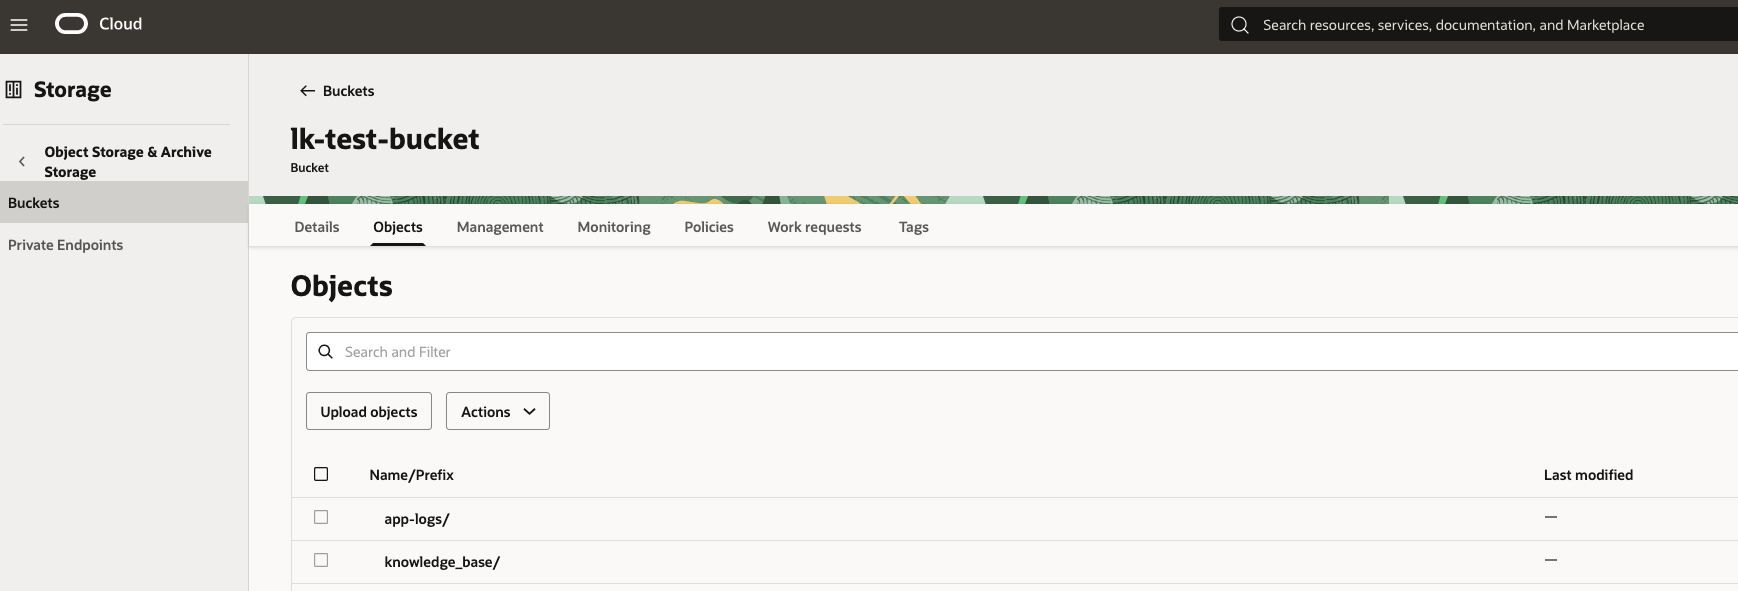 Cloud
Search resources, services, documentation, and Marketplace
Storage
Object Storage & Archive
Storage
Buckets
Private Endpoints
Buckets
lk-test-bucket
Bucket
Details Objects Management Monitoring Policies Work requests Tags
Objects
Search and Filter
Upload objects Actions
Name/Prefix Last modified
app-logs/ —
knowledge_base/ —